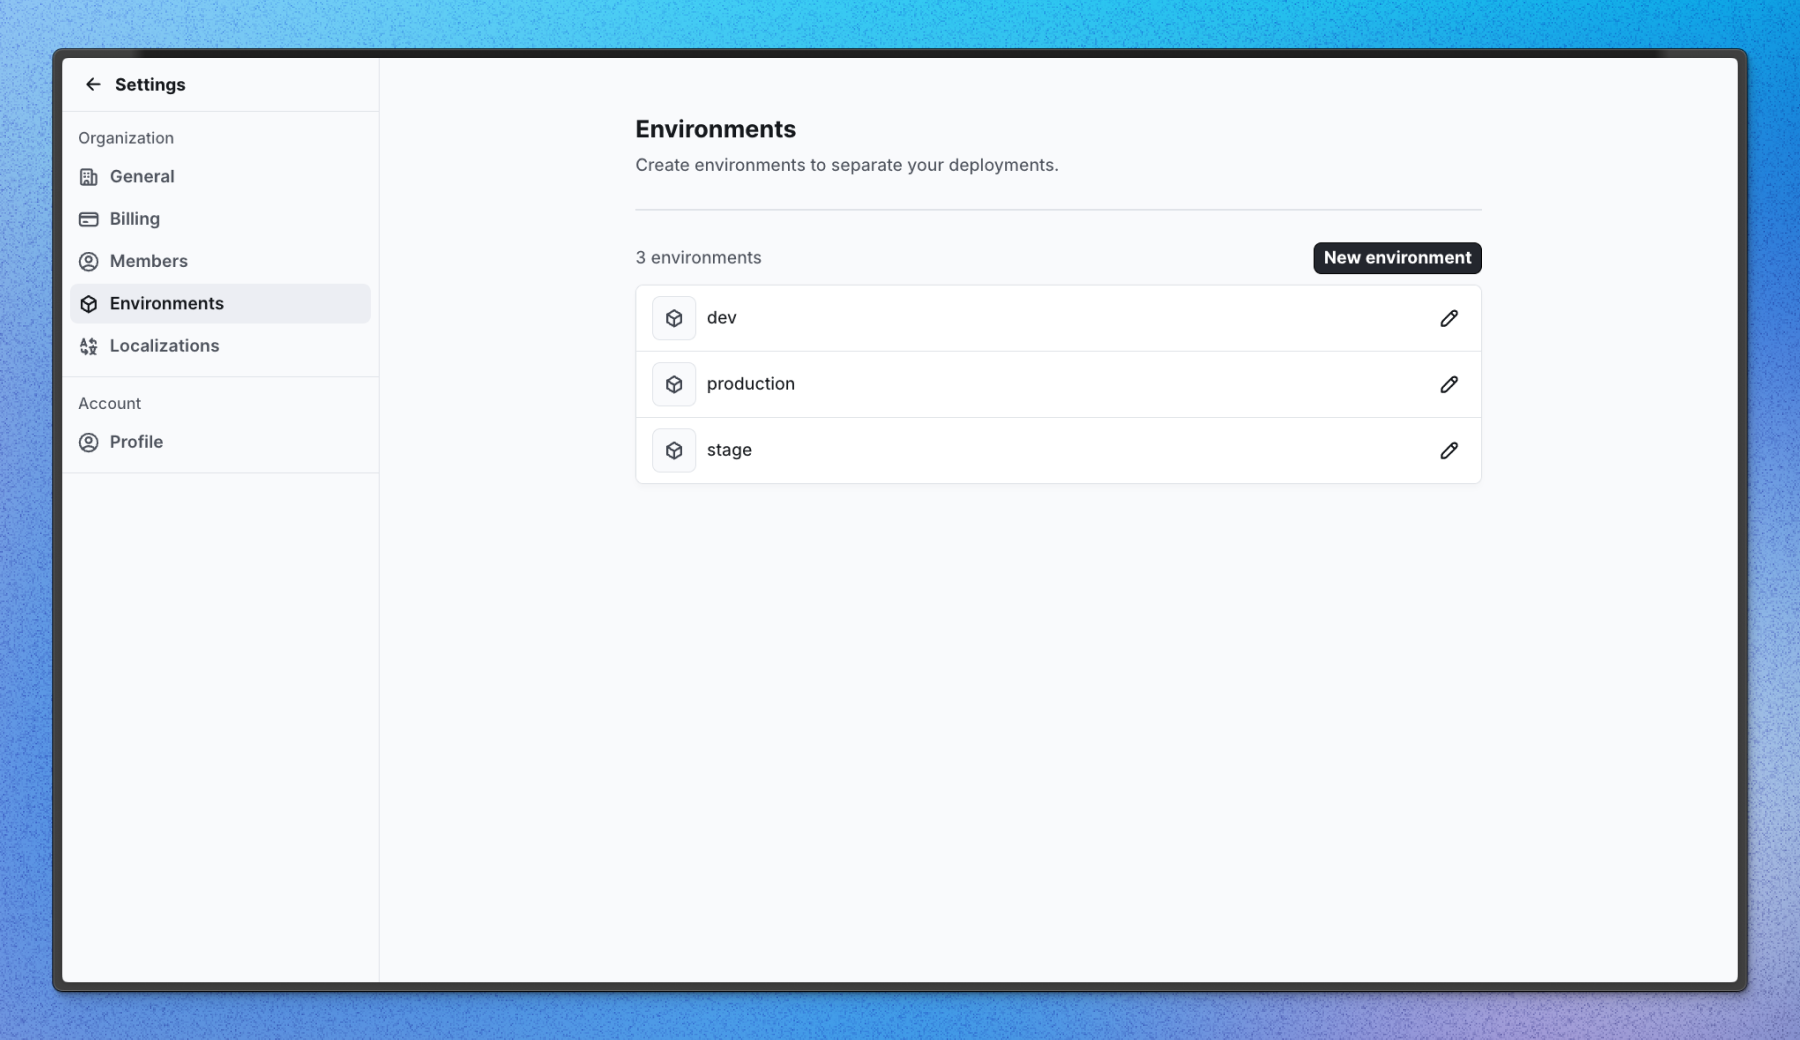 Settings
Organization
General
Billing
Members
Environments
Localizations
Account
Profile
Environments
Create environments to separate your deployments.
3 environments
New environment
dev
production
stage